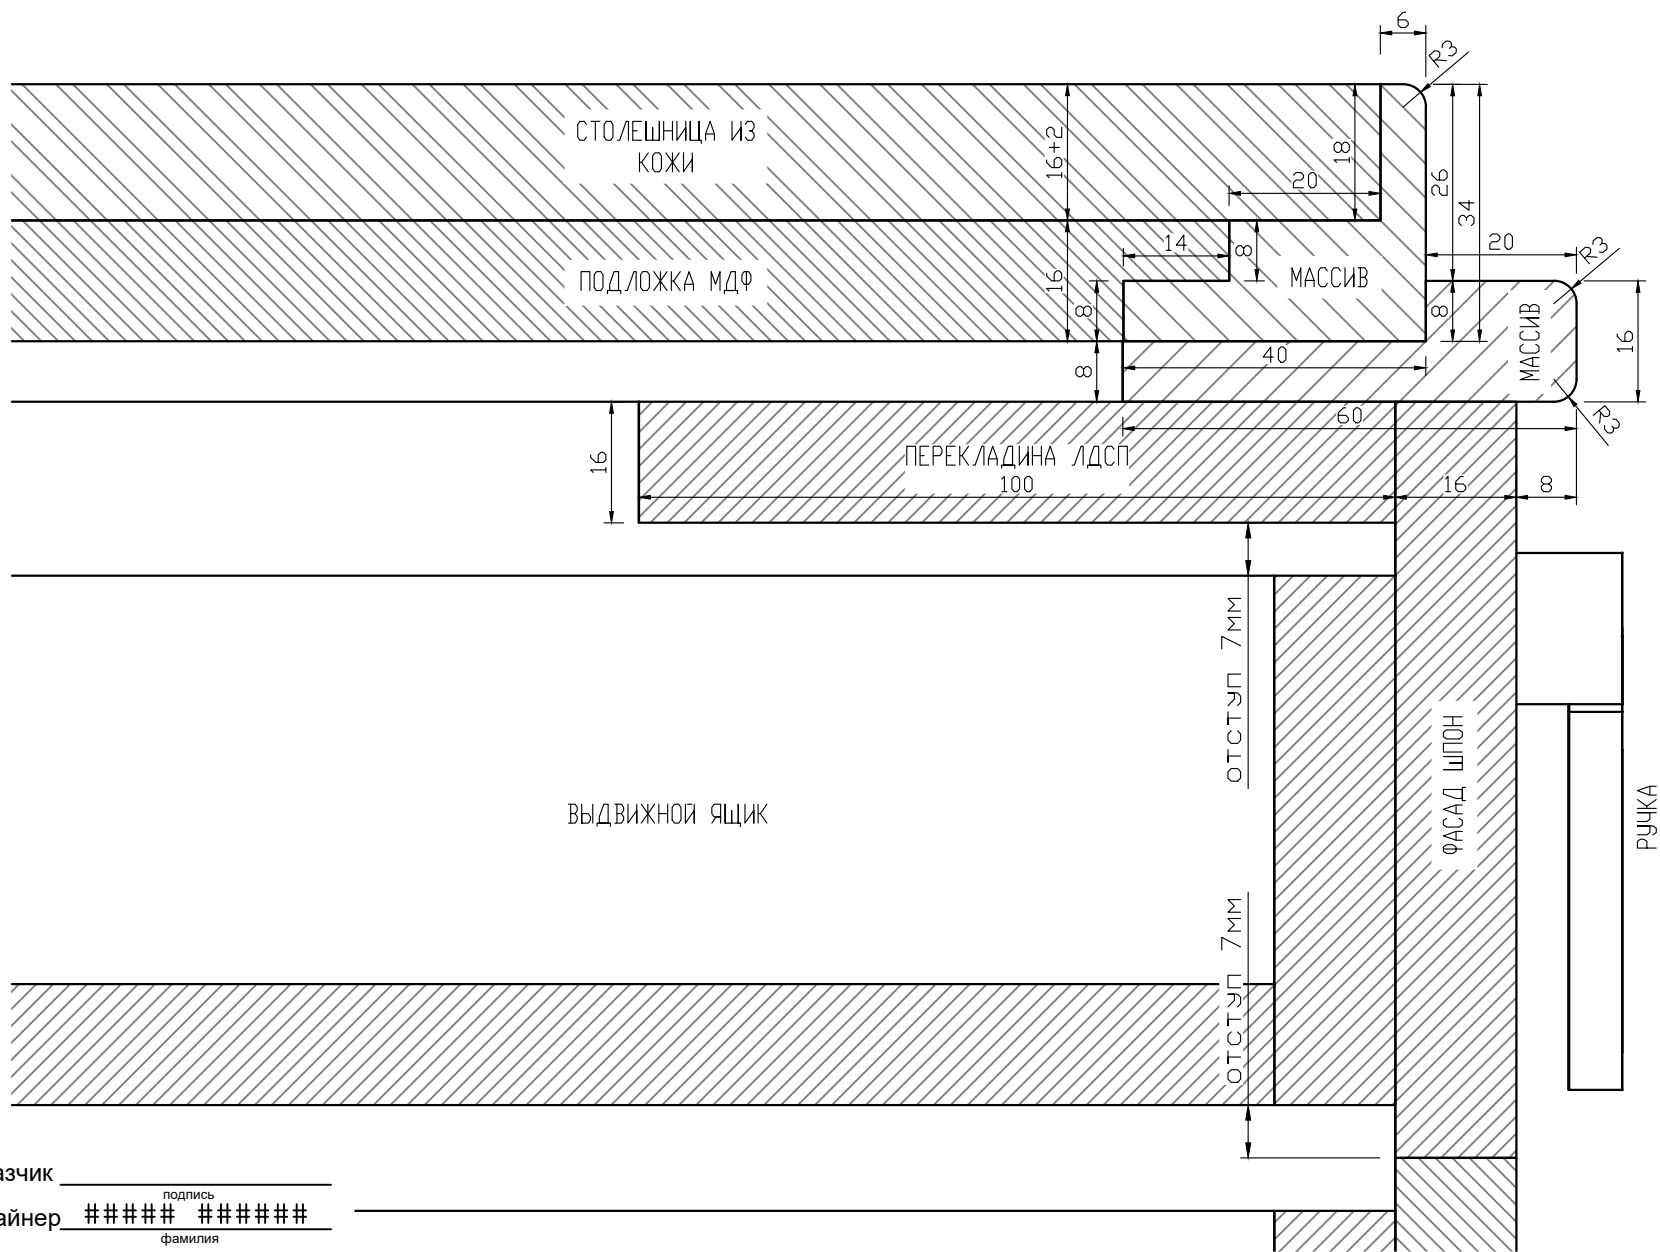 6
R3
СТОЛЕШНИЦА ИЗ
КОЖИ
16+2
18
20
26
34
20
R3
14
8
МАССИВ
ПОДЛОЖКА МДФ
16
8
8
МАССИВ
16
8
40
60
R3
ПЕРЕКЛАДИНА ЛДСП
16
100
16
8
ОТСТУП 7ММ
ВЫДВИЖНОЙ ЯЩИК
ФАСАД ШПОН
РУЧКА
ОТСТУП 7ММ
азчик
подпись
айнер ##### ######
фамилия